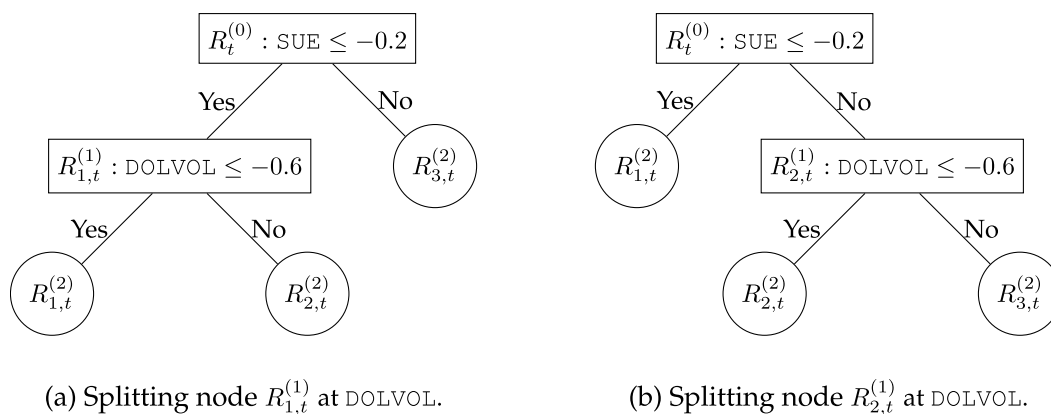 R_t^{(0)} : SUE ≤ −0.2
Yes
No
R_{1,t}^{(1)} : DOLVOL ≤ −0.6
R_{3,t}^{(2)}
Yes
No
R_{1,t}^{(2)}
R_{2,t}^{(2)}
(a) Splitting node R_{1,t}^{(1)} at DOLVOL.
R_t^{(0)} : SUE ≤ −0.2
Yes
No
R_{1,t}^{(2)}
R_{2,t}^{(1)} : DOLVOL ≤ −0.6
Yes
No
R_{2,t}^{(2)}
R_{3,t}^{(2)}
(b) Splitting node R_{2,t}^{(1)} at DOLVOL.